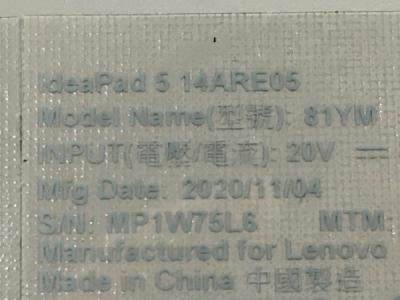 IdeaPad 5 14ARE05
Model Name(型號): 81YM
INPUT(電壓/電流): 20V ⎓
Mfg Date: 2020/11/04
S/N: MP1W75L6 MTM:
Manufactured for Lenovo
Made in China 中國製造